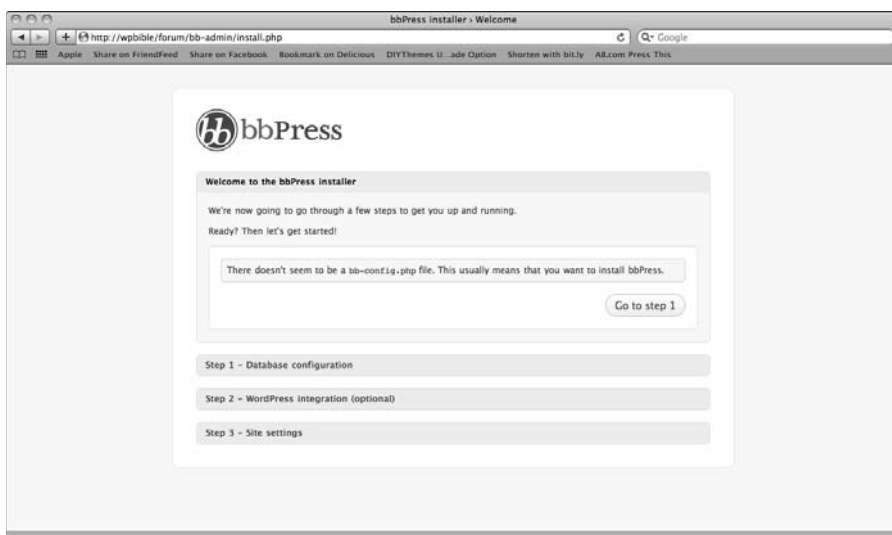 bbPress installer › Welcome
http://wpbible/forum/bb-admin/install.php
Google
Apple Share on FriendFeed Share on Facebook Bookmark on Delicious DIYThemes U...ade Option Shorten with bit.ly All.com Press This
bb bbPress
Welcome to the bbPress installer
We're now going to go through a few steps to get you up and running.
Ready? Then let's get started!
There doesn't seem to be a bb-config.php file. This usually means that you want to install bbPress.
Go to step 1
Step 1 - Database configuration
Step 2 - WordPress integration (optional)
Step 3 - Site settings